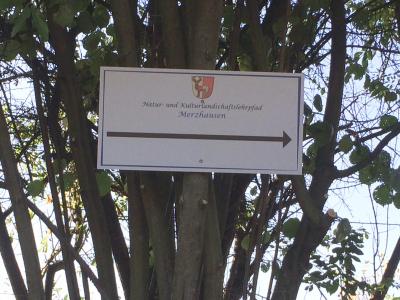 Natur- und Kulturlandschaftslehrpfad
Merzhausen